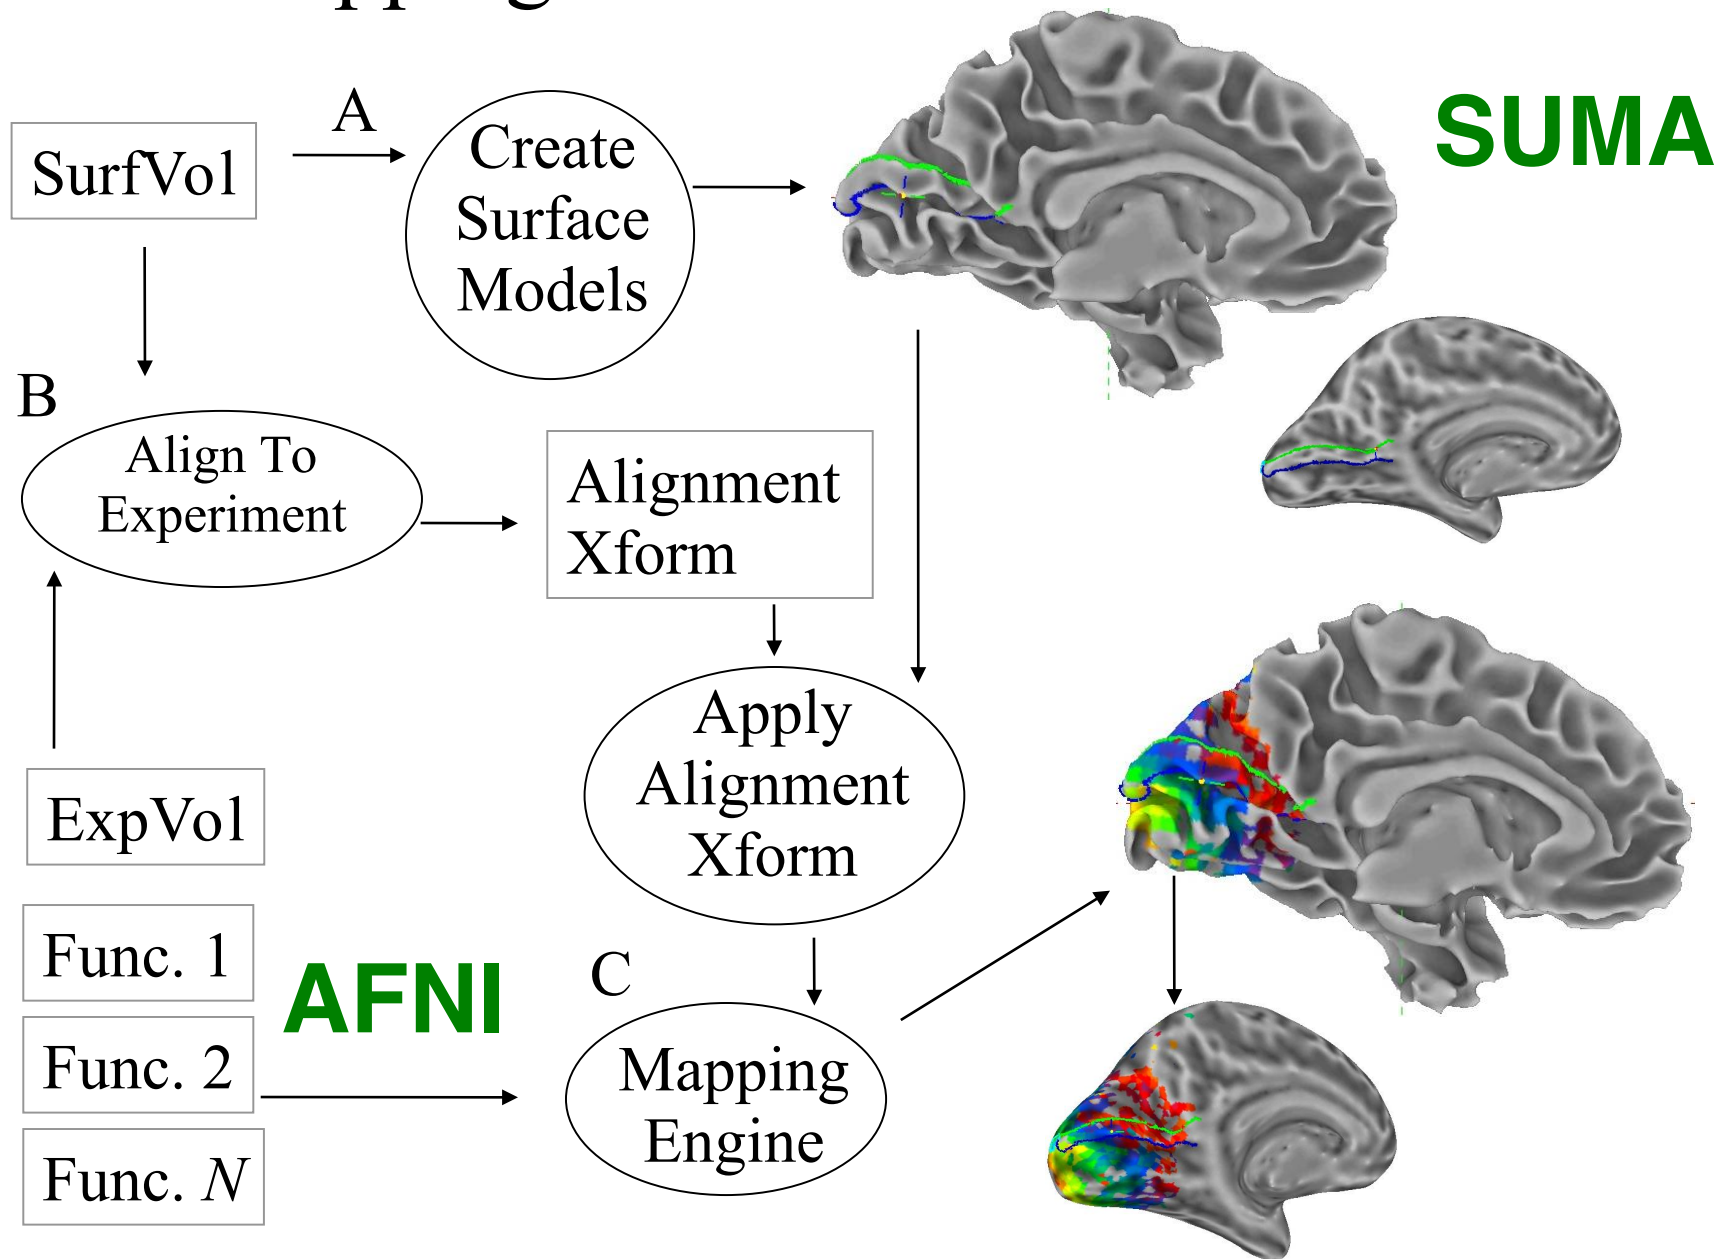 A
SurfVol
Create
Surface
Models
SUMA
B
Align To
Experiment
Alignment
Xform
Apply
Alignment
Xform
ExpVol
Func. 1
Func. 2
Func. N
AFNI
C
Mapping
Engine